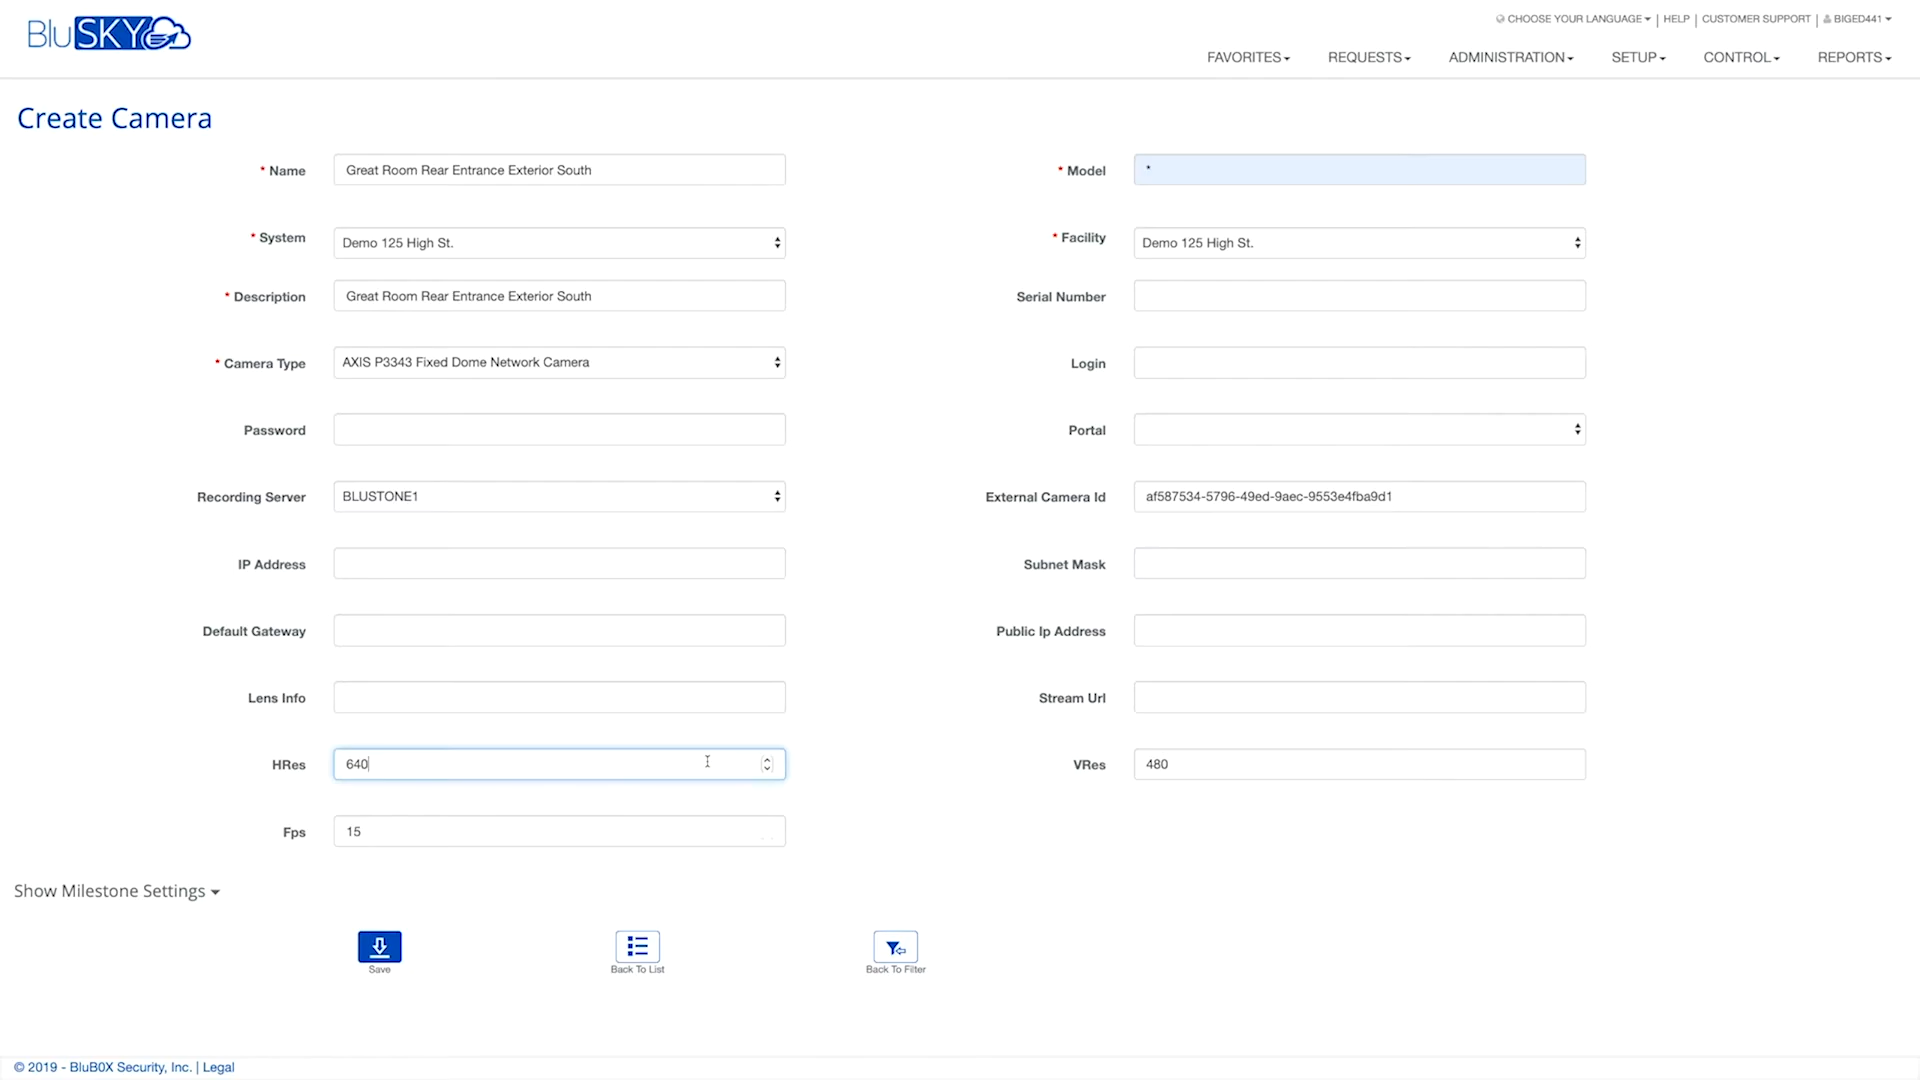 BluSKY
CHOOSE YOUR LANGUAGE | HELP | CUSTOMER SUPPORT | BIGED441
FAVORITES REQUESTS ADMINISTRATION SETUP CONTROL REPORTS
Create Camera
* Name Great Room Rear Entrance Exterior South * Model *
* System Demo 125 High St. * Facility Demo 125 High St.
* Description Great Room Rear Entrance Exterior South Serial Number
* Camera Type AXIS P3343 Fixed Dome Network Camera Login
Password Portal
Recording Server BLUSTONE1 External Camera Id af587534-5796-49ed-9aec-9553e4fba9d1
IP Address Subnet Mask
Default Gateway Public Ip Address
Lens Info Stream Url
HRes 640 VRes 480
Fps 15
Show Milestone Settings
Save Back To List Back To Filter
© 2019 - BluB0X Security, Inc. | Legal